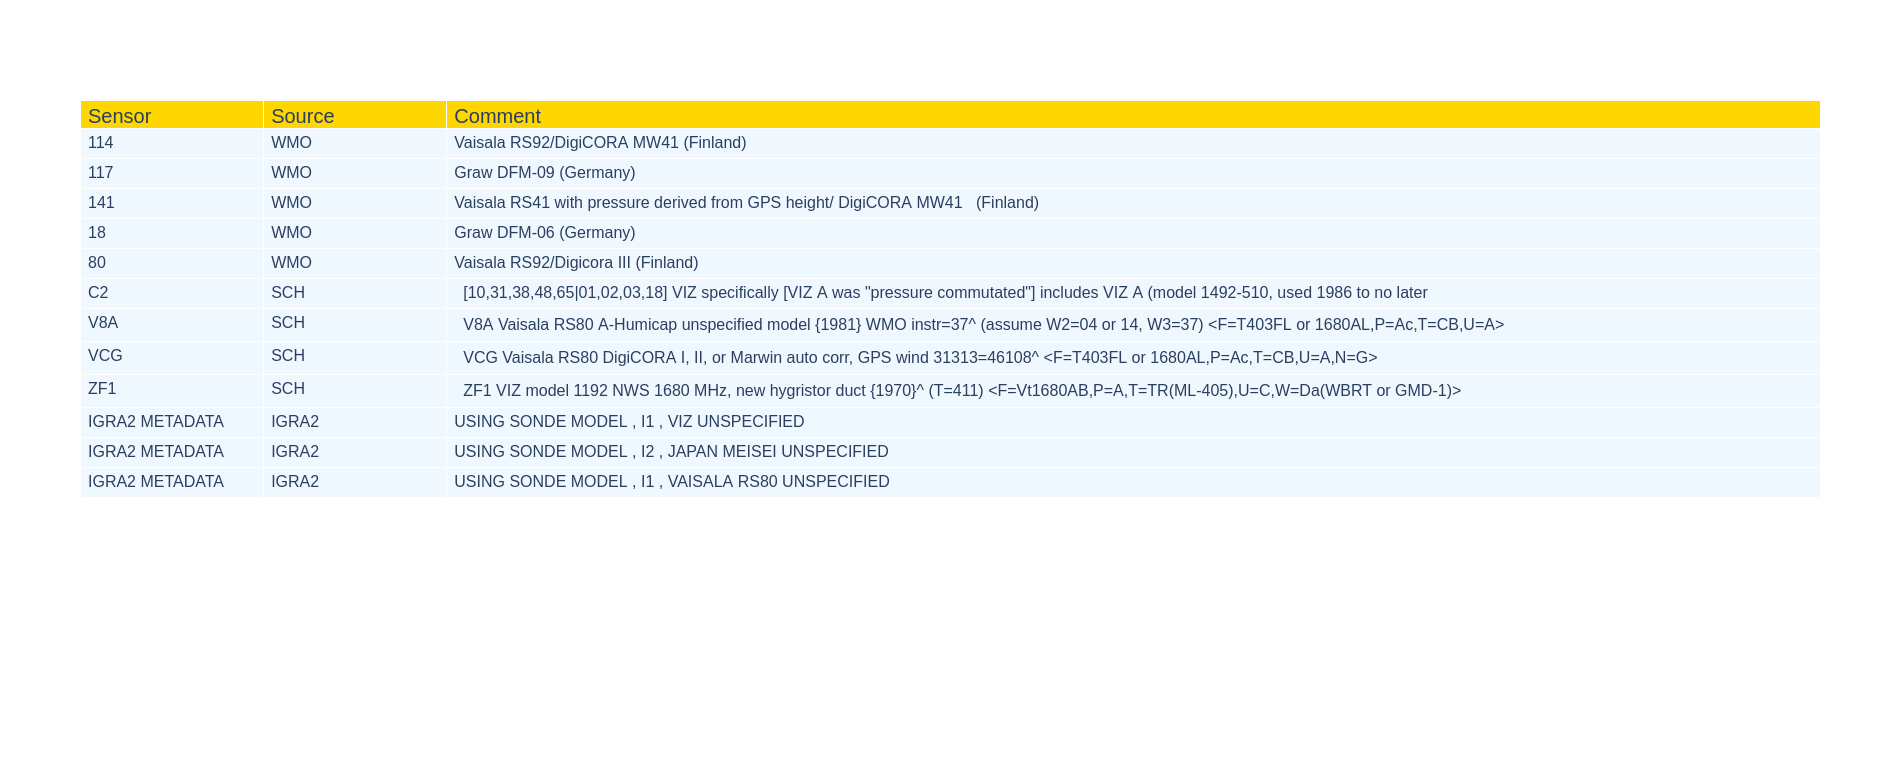 Sensor Source Comment
114 WMO Vaisala RS92/DigiCORA MW41 (Finland)
117 WMO Graw DFM-09 (Germany)
141 WMO Vaisala RS41 with pressure derived from GPS height/ DigiCORA MW41   (Finland)
18 WMO Graw DFM-06 (Germany)
80 WMO Vaisala RS92/Digicora III (Finland)
C2 SCH [10,31,38,48,65|01,02,03,18] VIZ specifically [VIZ A was "pressure commutated"] includes VIZ A (model 1492-510, used 1986 to no later
V8A SCH V8A Vaisala RS80 A-Humicap unspecified model {1981} WMO instr=37^ (assume W2=04 or 14, W3=37) <F=T403FL or 1680AL,P=Ac,T=CB,U=A>
VCG SCH VCG Vaisala RS80 DigiCORA I, II, or Marwin auto corr, GPS wind 31313=46108^ <F=T403FL or 1680AL,P=Ac,T=CB,U=A,N=G>
ZF1 SCH ZF1 VIZ model 1192 NWS 1680 MHz, new hygristor duct {1970}^ (T=411) <F=Vt1680AB,P=A,T=TR(ML-405),U=C,W=Da(WBRT or GMD-1)>
IGRA2 METADATA IGRA2 USING SONDE MODEL , I1 , VIZ UNSPECIFIED
IGRA2 METADATA IGRA2 USING SONDE MODEL , I2 , JAPAN MEISEI UNSPECIFIED
IGRA2 METADATA IGRA2 USING SONDE MODEL , I1 , VAISALA RS80 UNSPECIFIED